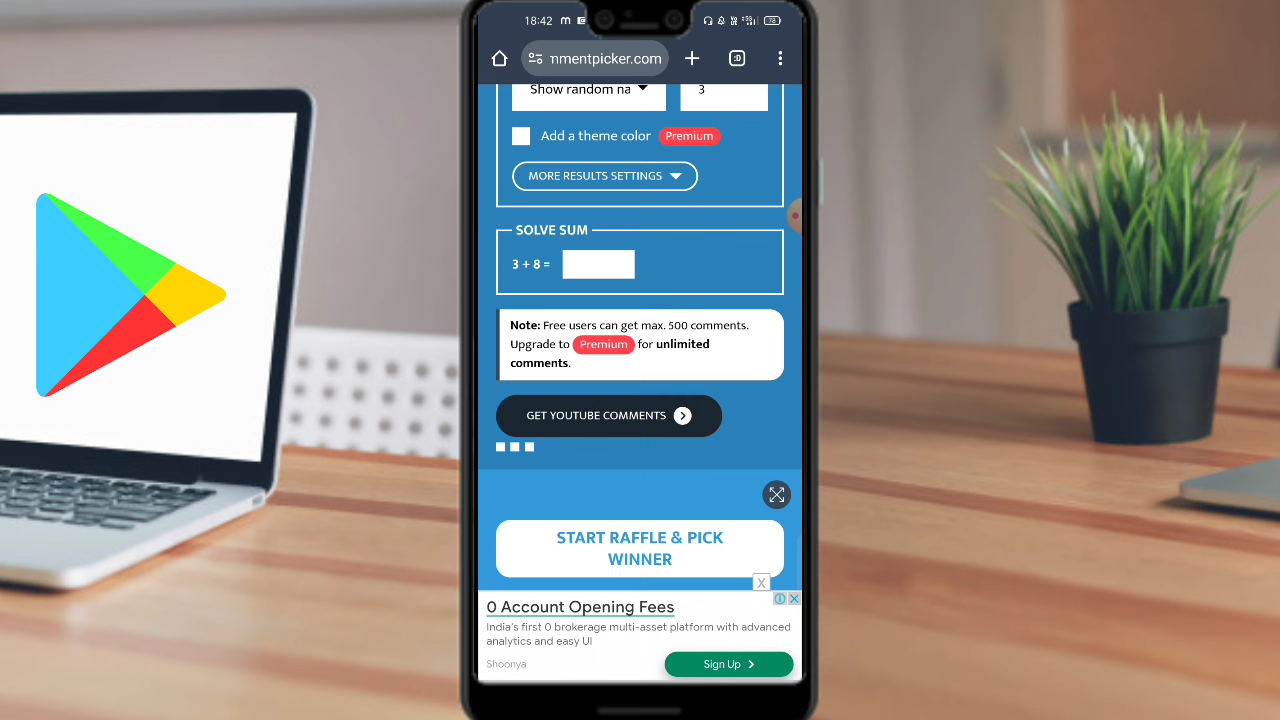 18:42
nmentpicker.com
:D
Show random na
3
Add a theme color Premium
MORE RESULTS SETTINGS
SOLVE SUM
3 + 8 =
Note: Free users can get max. 500 comments.
Upgrade to Premium for unlimited
comments.
GET YOUTUBE COMMENTS
START RAFFLE & PICK
WINNER
X
0 Account Opening Fees
India's first 0 brokerage multi-asset platform with advanced
analytics and easy UI
Shoonya
Sign Up